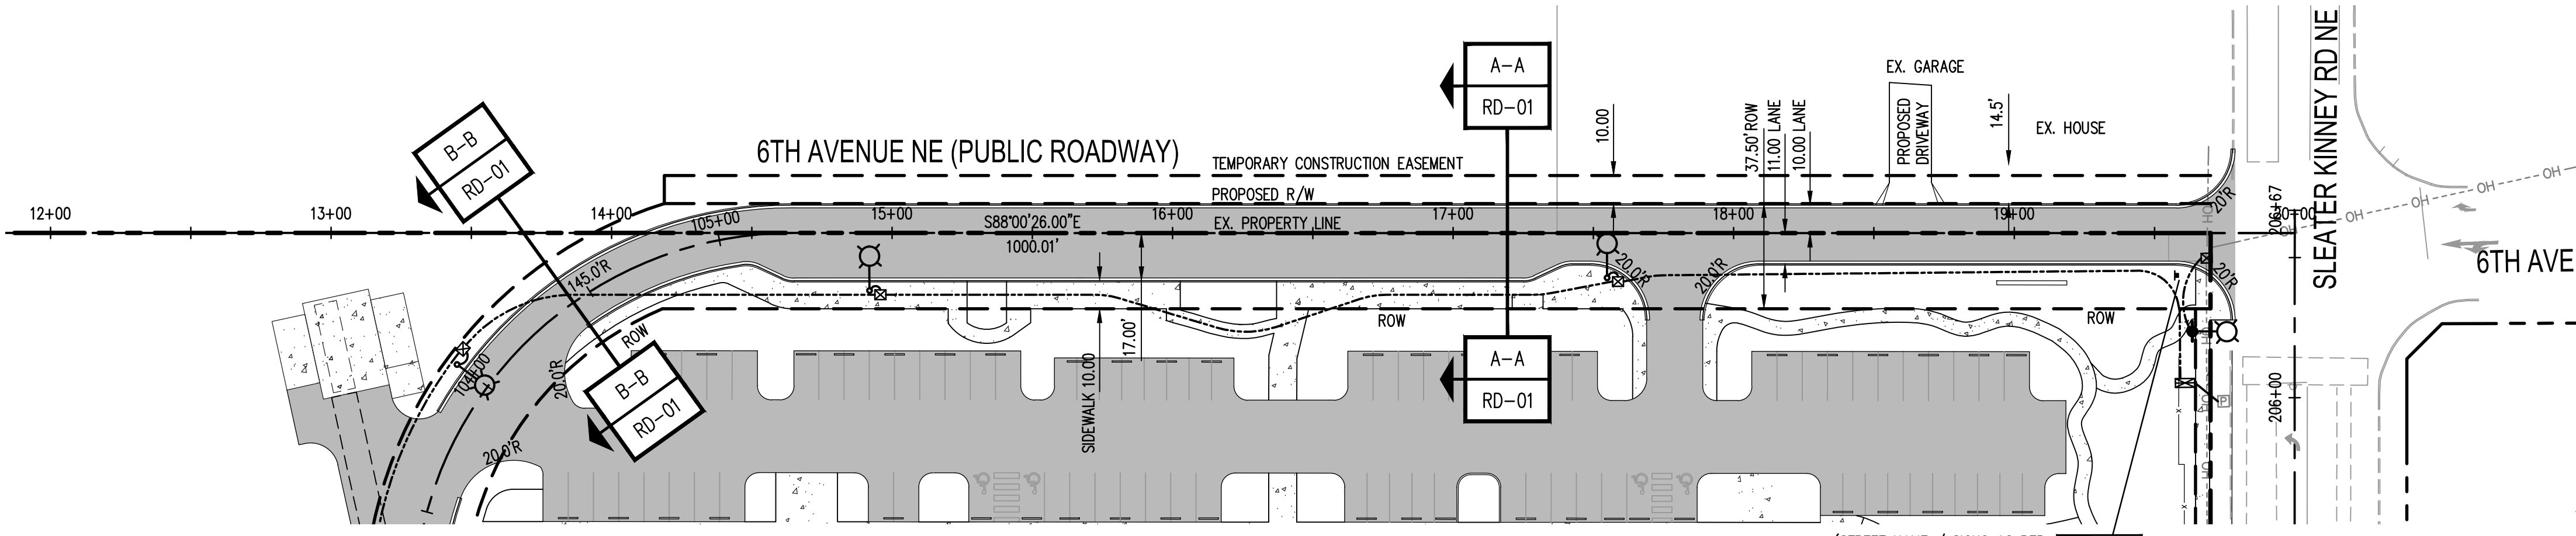 SLEATER KINNEY RD NE
A-A
RD-01
EX. GARAGE
B-B
RD-01
6TH AVENUE NE (PUBLIC ROADWAY)
TEMPORARY CONSTRUCTION EASEMENT
10.00
37.50' ROW
11.00 LANE
10.00 LANE
PROPOSED
DRIVEWAY
14.5'
EX. HOUSE
PROPOSED R/W
12+00
13+00
14+00
105+00
15+00
S88°00'26.00"E
16+00
EX. PROPERTY LINE
17+00
18+00
19+00
20+00
206+67
20'R
OH
OH
OH
OH
OH
OH
1000.01'
145.0'R
20.0'R
20.0'R
20'R
6TH AVE
17.00'
SIDEWALK 10.00
ROW
ROW
ROW
104+00
20.0'R
B-B
RD-01
A-A
RD-01
206+00
P
20.0'R
OH